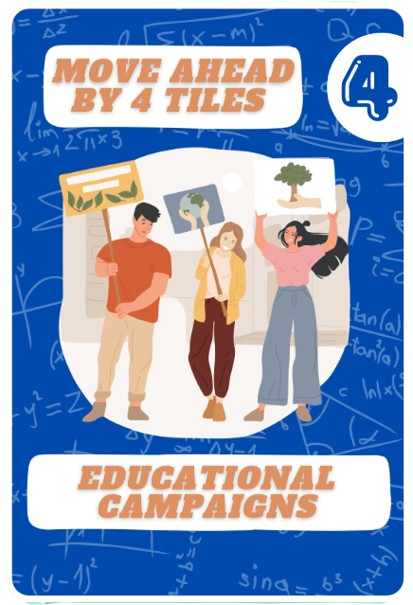 MOVE AHEAD
BY 4 TILES
4
EDUCATIONAL
CAMPAIGNS